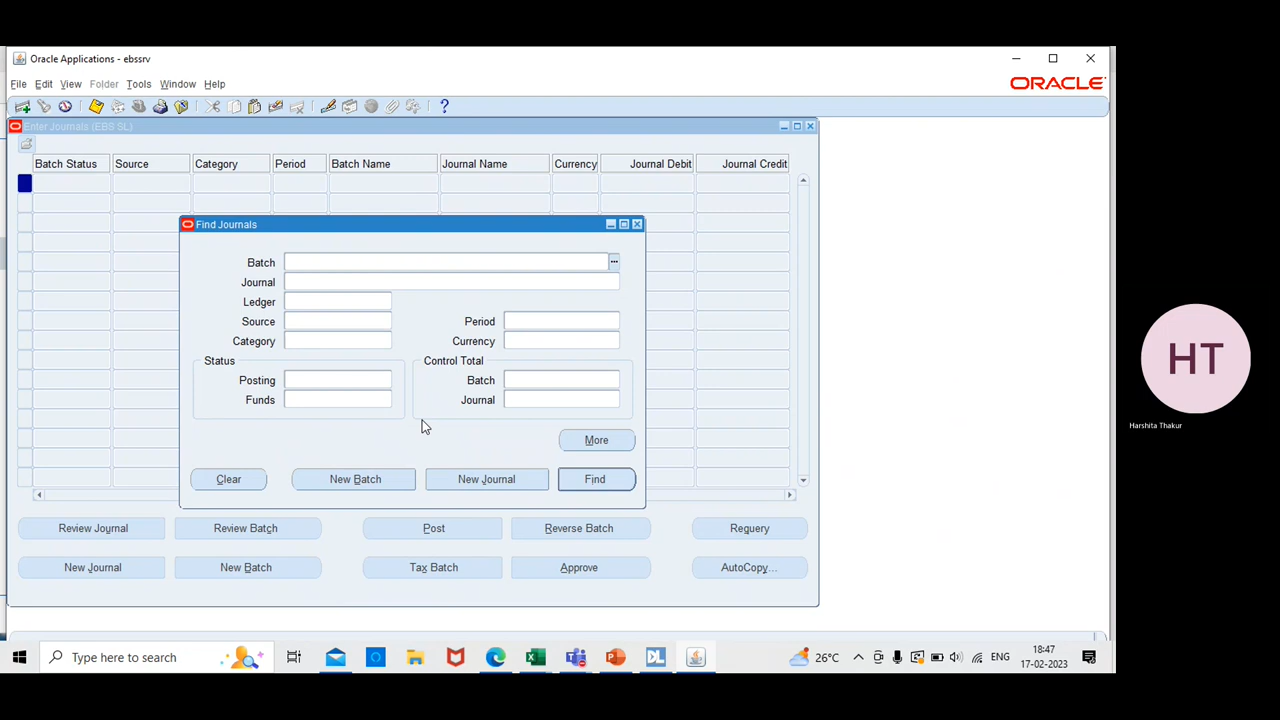 Oracle Applications - ebssrv
File Edit View Folder Tools Window Help
ORACLE
Enter Journals (EBS SL)
Batch Status Source Category Period Batch Name Journal Name Currency Journal Debit Journal Credit
Find Journals
Batch
Journal
Ledger
Source Period
Category Currency
Status Control Total
Posting Batch
Funds Journal
More
Clear New Batch New Journal Find
Review Journal Review Batch Post Reverse Batch Requery
New Journal New Batch Tax Batch Approve AutoCopy...
HT
Harshita Thakur
Type here to search
26°C
ENG
18:47
17-02-2023